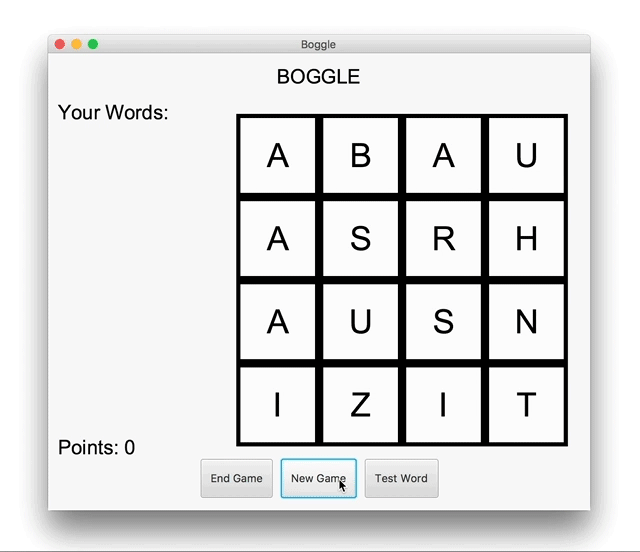 Boggle
BOGGLE
Your Words:
A B A U
A S R H
A U S N
I Z I T
Points: 0
End Game New Game Test Word